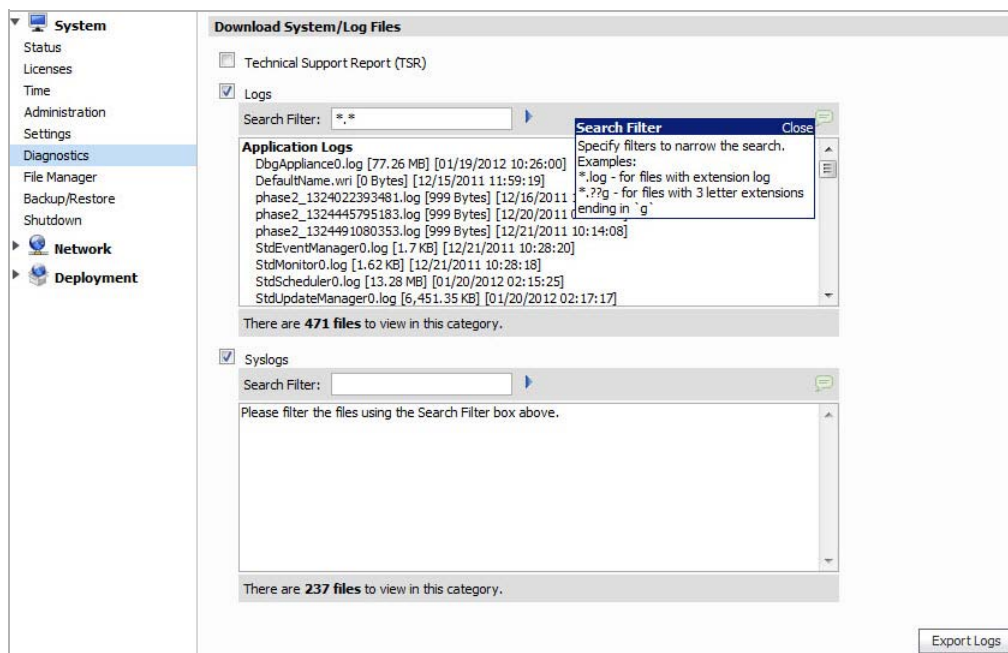 System
Status
Licenses
Time
Administration
Settings
Diagnostics
File Manager
Backup/Restore
Shutdown
Network
Deployment
Download System/Log Files
Technical Support Report (TSR)
Logs
Search Filter: *.*
Application Logs
DbgAppliance0.log [77.26 MB] [01/19/2012 10:26:00]
DefaultName.wri [0 Bytes] [12/15/2011 11:59:19]
phase2_1324022393481.log [999 Bytes] [12/16/2011
phase2_1324445795183.log [999 Bytes] [12/20/2011
phase2_1324491080353.log [999 Bytes] [12/21/2011 10:14:08]
StdEventManager0.log [1.7 KB] [12/21/2011 10:28:20]
StdMonitor0.log [1.62 KB] [12/21/2011 10:28:18]
StdScheduler0.log [13.28 MB] [01/20/2012 02:15:25]
StdUpdateManager0.log [6,451.35 KB] [01/20/2012 02:17:17]
Search Filter Close
Specify filters to narrow the search.
Examples:
*.log - for files with extension log
*.??g - for files with 3 letter extensions
ending in `g`
There are 471 files to view in this category.
Syslogs
Search Filter:
Please filter the files using the Search Filter box above.
There are 237 files to view in this category.
Export Logs